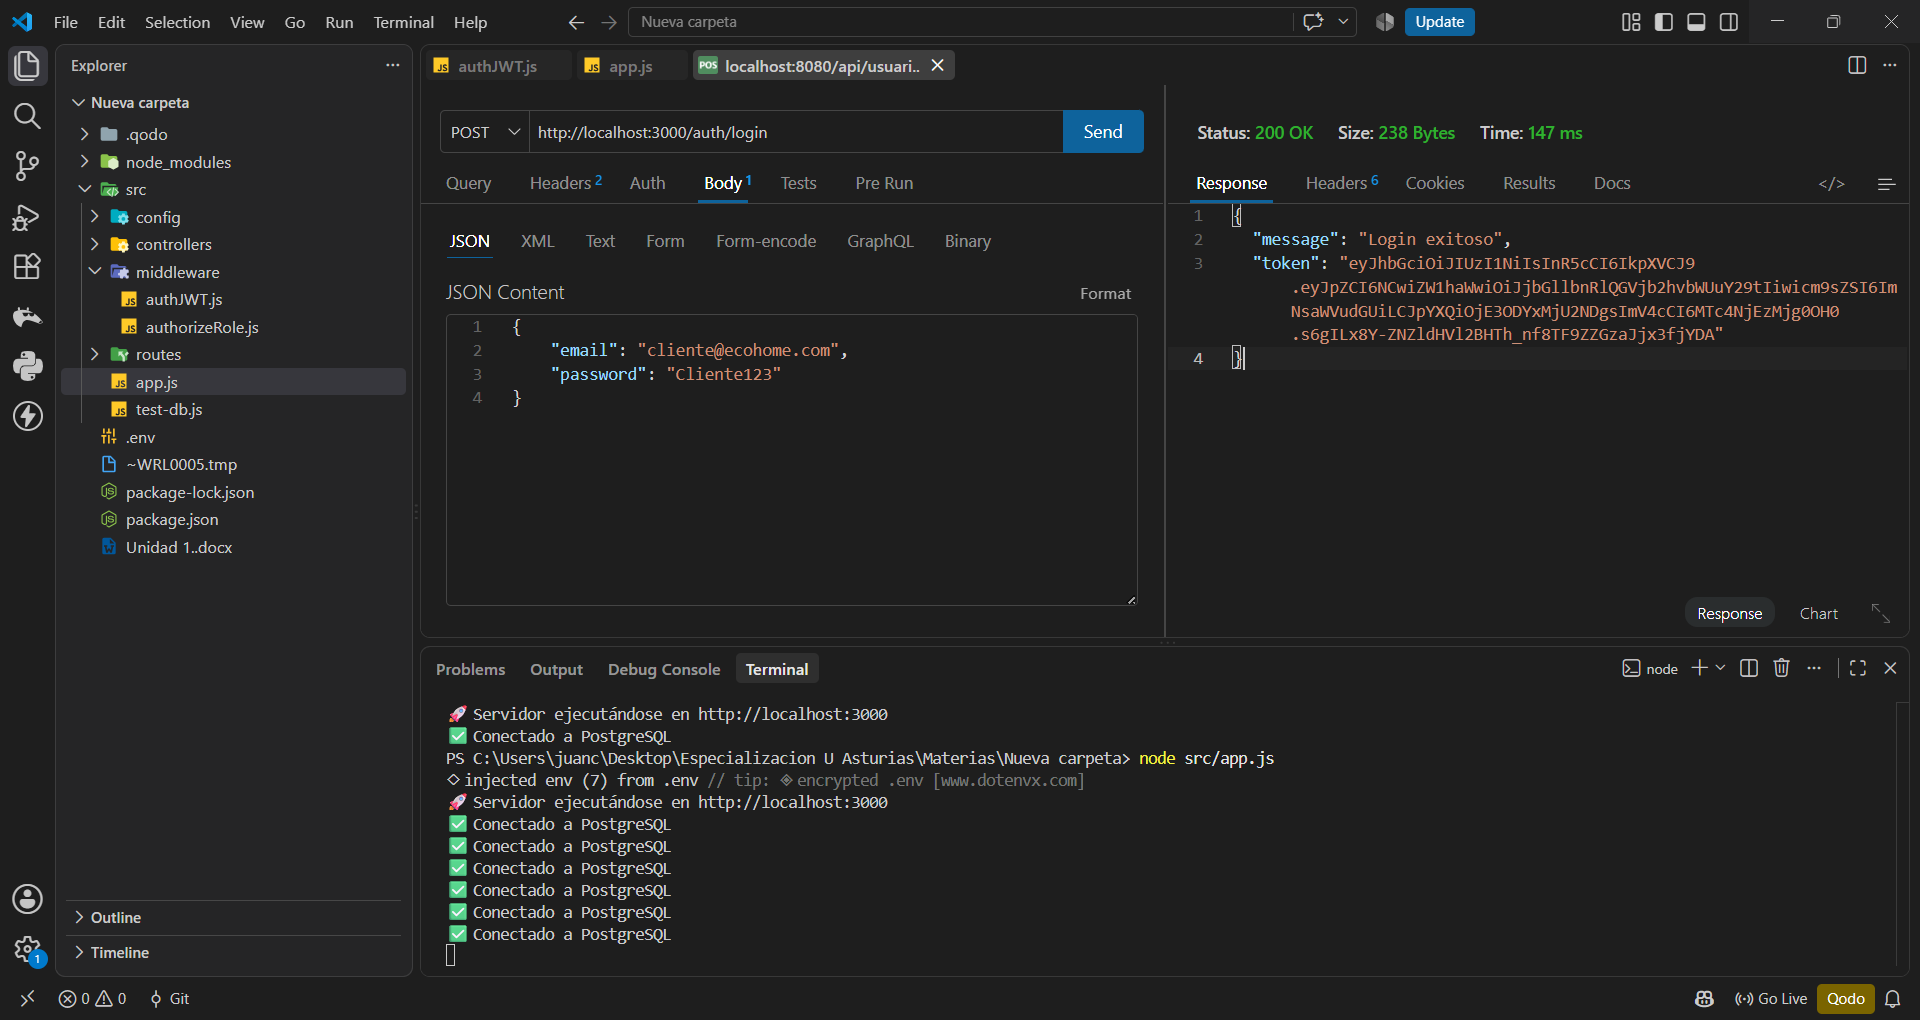 File Edit Selection View Go Run Terminal Help
Nueva carpeta
Update
Explorer
Nueva carpeta
.qodo
node_modules
src
config
controllers
middleware
authJWT.js
authorizeRole.js
routes
app.js
test-db.js
.env
~WRL0005.tmp
package-lock.json
package.json
Unidad 1..docx
Outline
Timeline
authJWT.js
app.js
POS localhost:8080/api/usuari..
POST
http://localhost:3000/auth/login
Send
Query Headers 2 Auth Body 1 Tests Pre Run
JSON XML Text Form Form-encode GraphQL Binary
JSON Content
Format
1 {
2 "email": "cliente@ecohome.com",
3 "password": "Cliente123"
4 }
Status: 200 OK Size: 238 Bytes Time: 147 ms
Response Headers 6 Cookies Results Docs
1 {
2 "message": "Login exitoso",
3 "token": "eyJhbGciOiJIUzI1NiIsInR5cCI6IkpXVCJ9
.eyJpZCI6NCwiZW1haWwiOiJjbGllbnRlQGVjb2hvbWUuY29tIiwicm9sZSI6Im
NsaWVudGUiLCJpYXQiOjE3ODYxMjU2NDgsImV4cCI6MTc4NjEzMjg0OH0
.s6gILx8Y-ZNZldHVl2BHTh_nf8TF9ZZGzaJjx3fjYDA"
4 }
Response Chart
Problems Output Debug Console Terminal
node
🚀 Servidor ejecutándose en http://localhost:3000
✅ Conectado a PostgreSQL
PS C:\Users\juanc\Desktop\Especializacion U Asturias\Materias\Nueva carpeta> node src/app.js
◇ injected env (7) from .env // tip: ◈ encrypted .env [www.dotenvx.com]
🚀 Servidor ejecutándose en http://localhost:3000
✅ Conectado a PostgreSQL
✅ Conectado a PostgreSQL
✅ Conectado a PostgreSQL
✅ Conectado a PostgreSQL
✅ Conectado a PostgreSQL
✅ Conectado a PostgreSQL
1
0 0 Git
Go Live Qodo